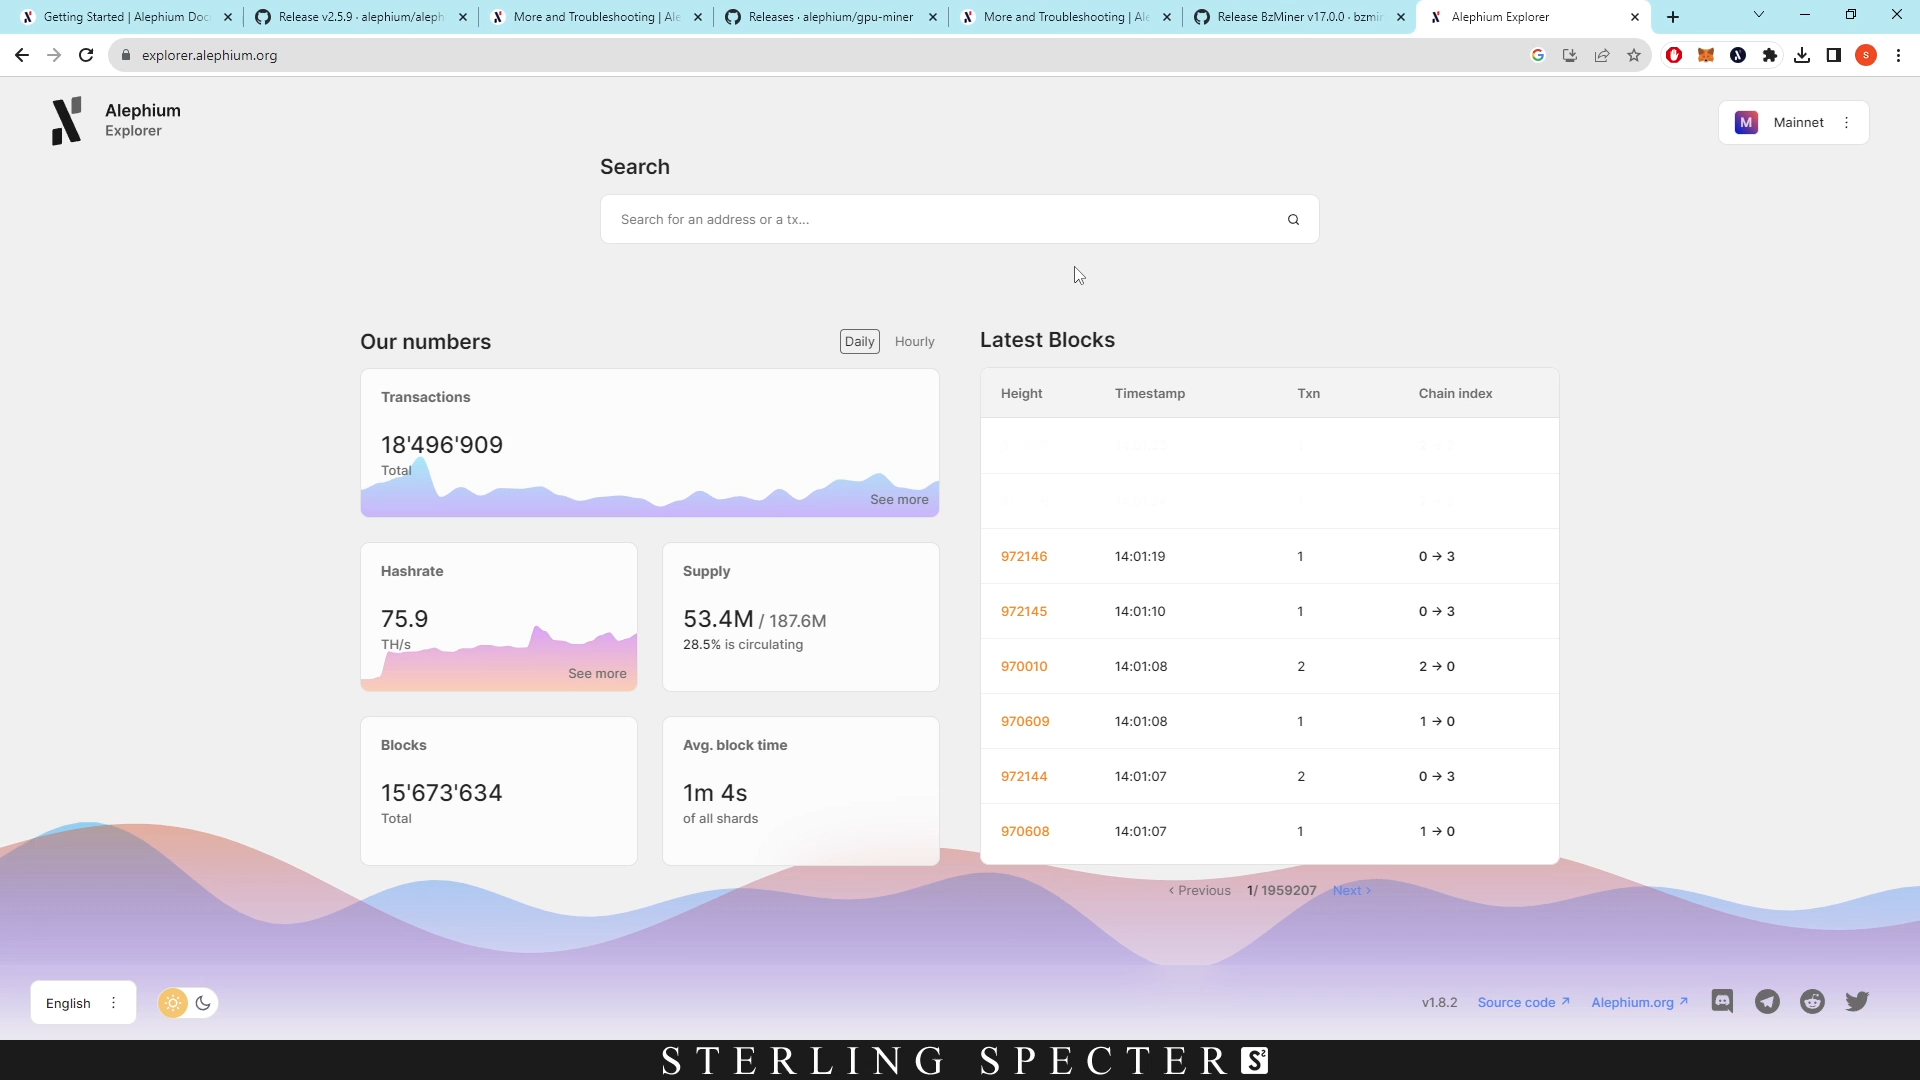 Getting Started | Alephium Doc
Release v2.5.9 · alephium/aleph
More and Troubleshooting | Ale
Releases · alephium/gpu-miner
More and Troubleshooting | Ale
Release BzMiner v17.0.0 · bzmir
Alephium Explorer
explorer.alephium.org
S
Alephium
Explorer
M Mainnet
Search
Search for an address or a tx...
Our numbers
Daily Hourly
Transactions
18'496'909
Total
See more
Hashrate
75.9
TH/s
See more
Supply
53.4M / 187.6M
28.5% is circulating
Blocks
15'673'634
Total
Avg. block time
1m 4s
of all shards
Latest Blocks
Height Timestamp Txn Chain index
972146 14:01:19 1 0 → 3
972145 14:01:10 1 0 → 3
970010 14:01:08 2 2 → 0
970609 14:01:08 1 1 → 0
972144 14:01:07 2 0 → 3
970608 14:01:07 1 1 → 0
‹ Previous 1/ 1959207 Next ›
English
v1.8.2 Source code ↗ Alephium.org ↗
STERLING SPECTER S²